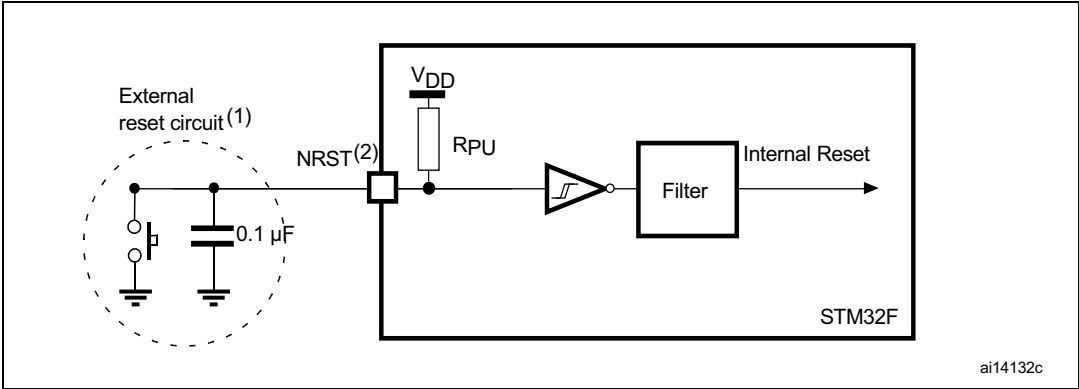 External
reset circuit(1)
VDD
RPU
NRST(2)
Internal Reset
Filter
0.1 µF
STM32F
ai14132c